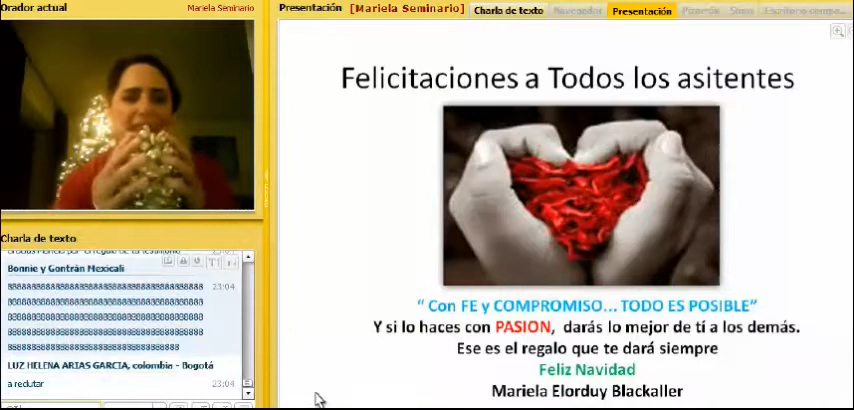 Orador actual
Mariela Seminario
Presentación [Mariela Seminario]
Charla de texto
Navegador
Presentación
Pizarrón
Felicitaciones a Todos los asitentes
“ Con FE y COMPROMISO... TODO ES POSIBLE”
Y si lo haces con PASION, darás lo mejor de tí a los demás.
Ese es el regalo que te dará siempre
Feliz Navidad
Mariela Elorduy Blackaller
Charla de texto
Bonnie y Gontrán Mexicali
23:04
LUZ HELENA ARIAS GARCIA, colombia - Bogotá
a redutar
23:04